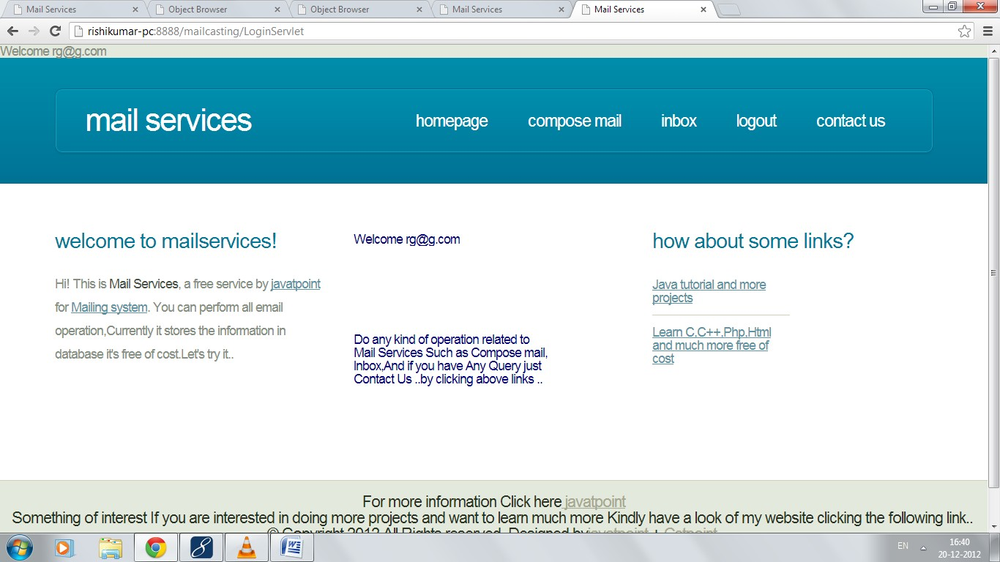 Mail Services
Object Browser
Object Browser
Mail Services
Mail Services
rishikumar-pc:8888/mailcasting/LoginServlet
Welcome rg@g.com
mail services
homepage compose mail inbox logout contact us
welcome to mailservices!
Hi! This is Mail Services, a free service by javatpoint
for Mailing system. You can perform all email
operation,Currently it stores the information in
database it's free of cost.Let's try it..
Welcome rg@g.com
Do any kind of operation related to
Mail Services Such as Compose mail,
Inbox,And if you have Any Query just
Contact Us ..by clicking above links ..
how about some links?
Java tutorial and more
projects
Learn C,C++,Php,Html
and much more free of
cost
For more information Click here javatpoint
Something of interest If you are interested in doing more projects and want to learn much more Kindly have a look of my website clicking the following link..
© Copyright 2012 All Rights reserved. Designed by javatpoint + Getpoint
EN
16:40
20-12-2012